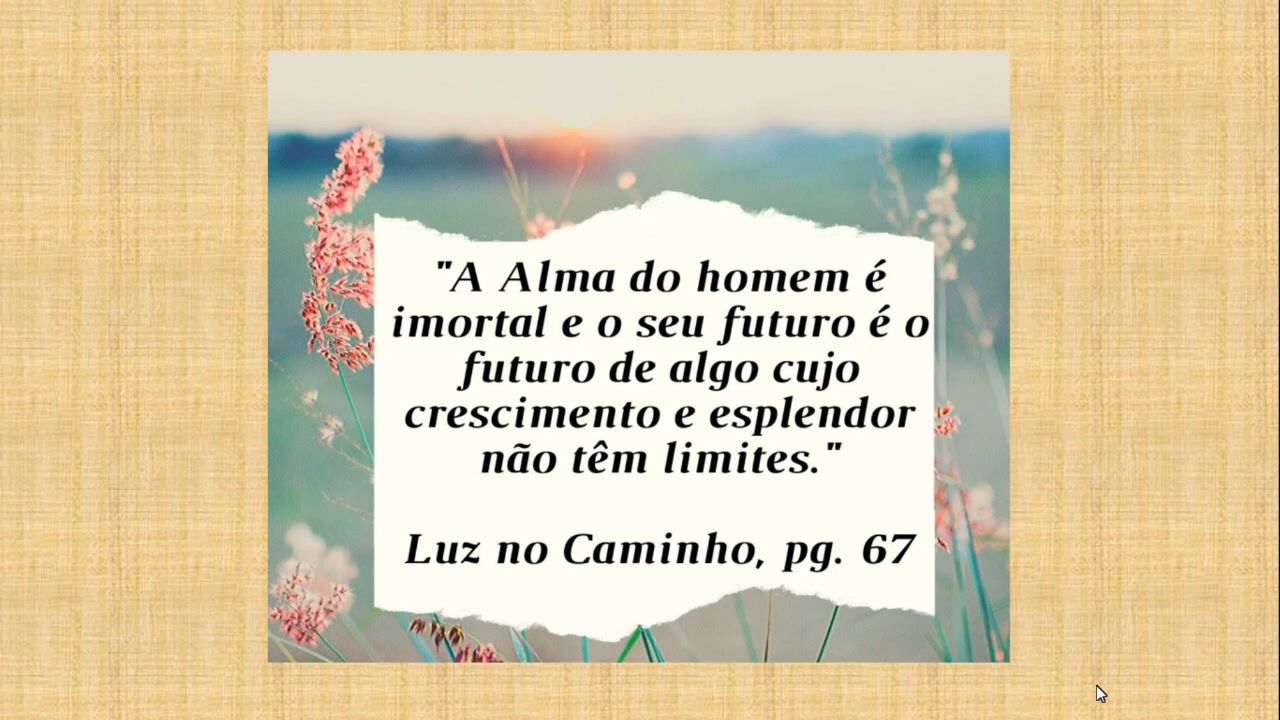 "A Alma do homem é
imortal e o seu futuro é o
futuro de algo cujo
crescimento e esplendor
não têm limites."
Luz no Caminho, pg. 67